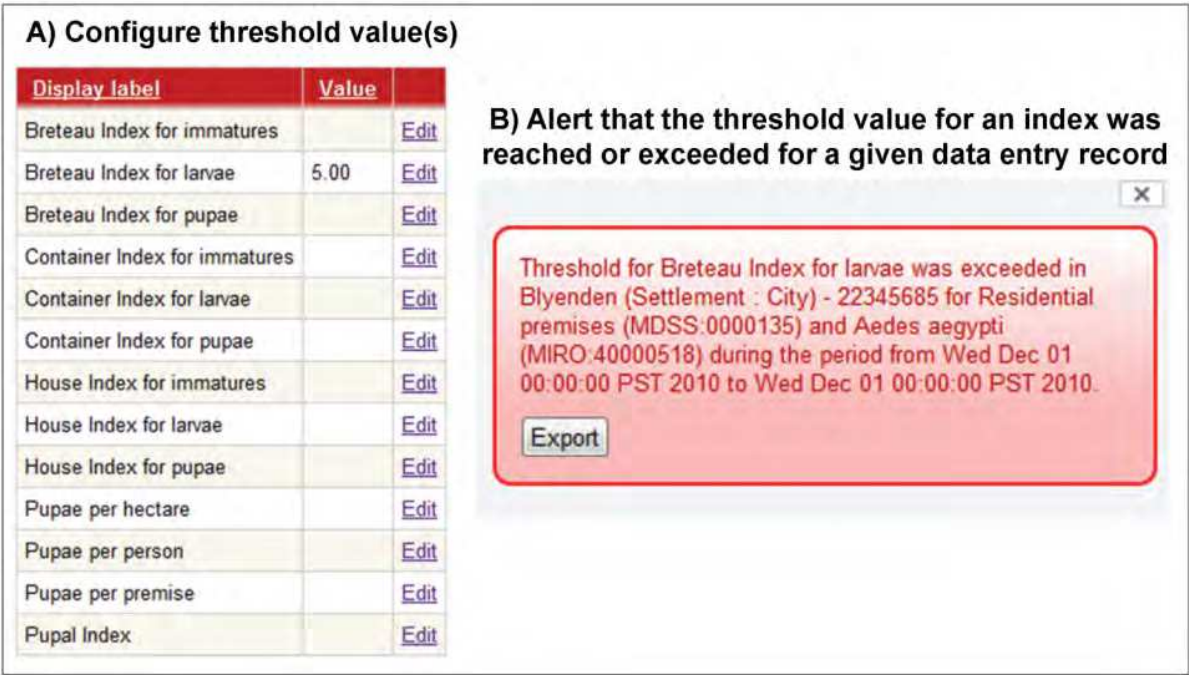 A) Configure threshold value(s)
Display label Value
Breteau Index for immatures Edit
Breteau Index for larvae 5.00 Edit
Breteau Index for pupae Edit
Container Index for immatures Edit
Container Index for larvae Edit
Container Index for pupae Edit
House Index for immatures Edit
House Index for larvae Edit
House Index for pupae Edit
Pupae per hectare Edit
Pupae per person Edit
Pupae per premise Edit
Pupal Index Edit
B) Alert that the threshold value for an index was
reached or exceeded for a given data entry record
×
Threshold for Breteau Index for larvae was exceeded in
Blyenden (Settlement : City) - 22345685 for Residential
premises (MDSS:0000135) and Aedes aegypti
(MIRO:40000518) during the period from Wed Dec 01
00:00:00 PST 2010 to Wed Dec 01 00:00:00 PST 2010.
Export